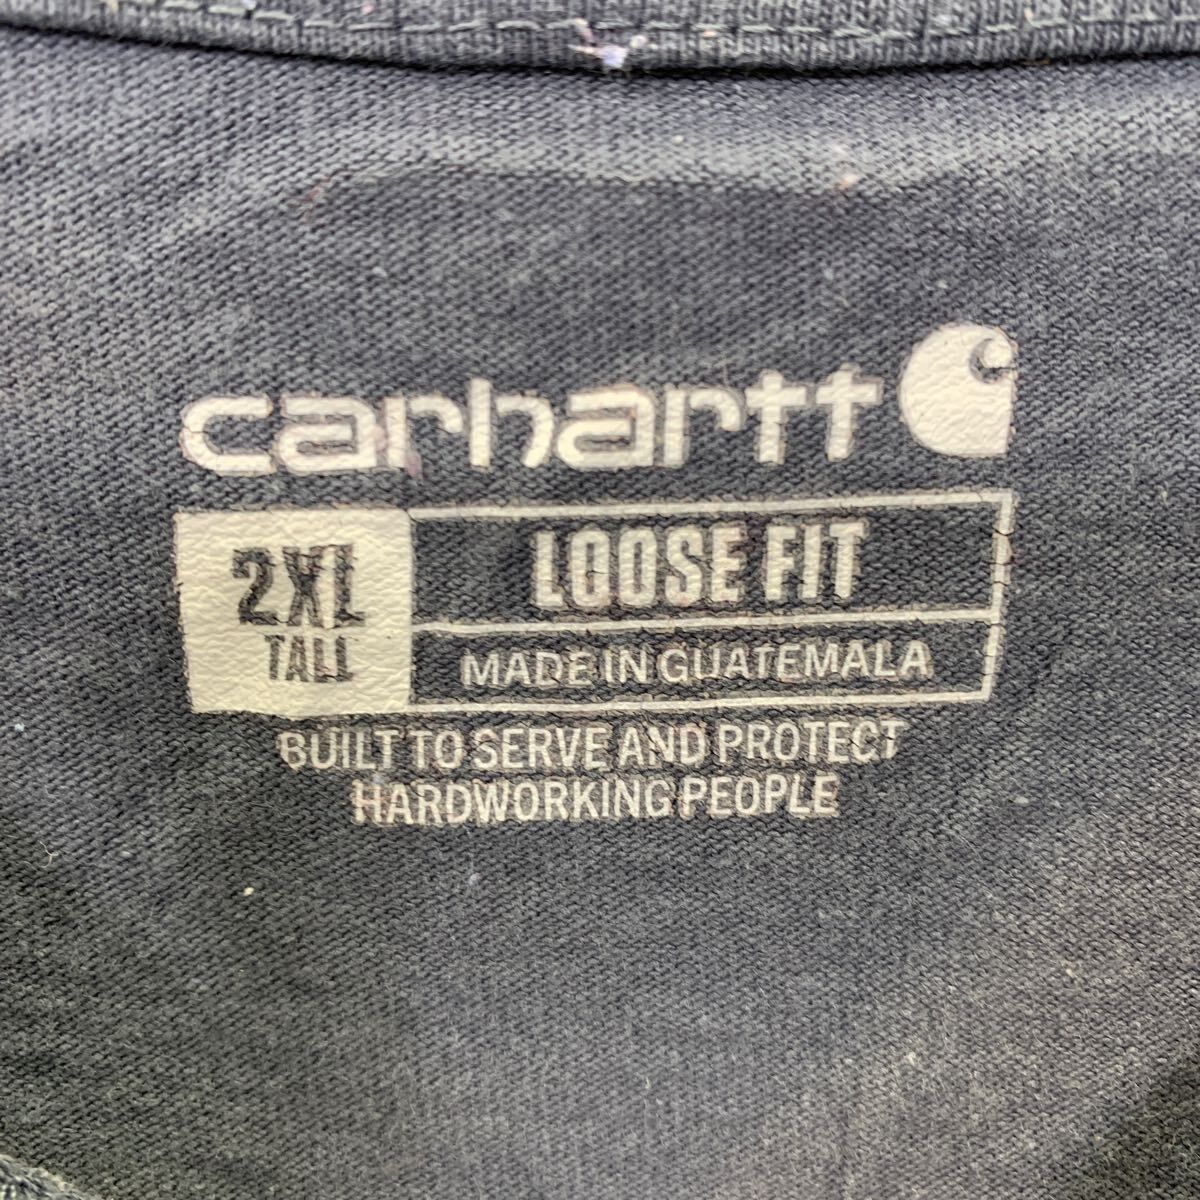 carhartt
2XL
TALL
LOOSE FIT
MADE IN GUATEMALA
BUILT TO SERVE AND PROTECT
HARDWORKING PEOPLE